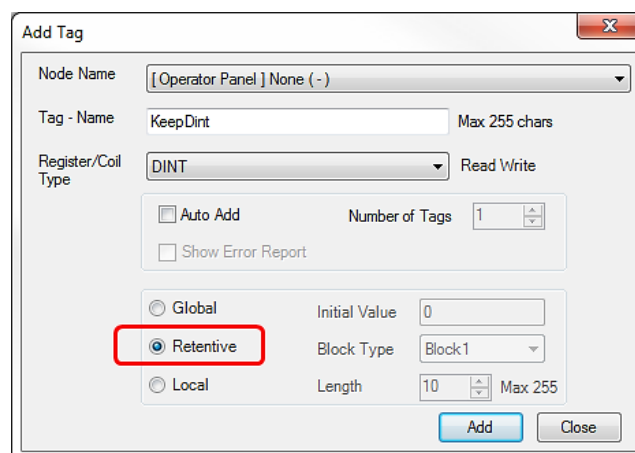 Add Tag
Node Name [ Operator Panel ] None ( - )
Tag - Name KeepDint Max 255 chars
Register/Coil Type DINT Read Write
Auto Add Number of Tags 1
Show Error Report
Global Initial Value 0
Retentive Block Type Block1
Local Length 10 Max 255
Add Close